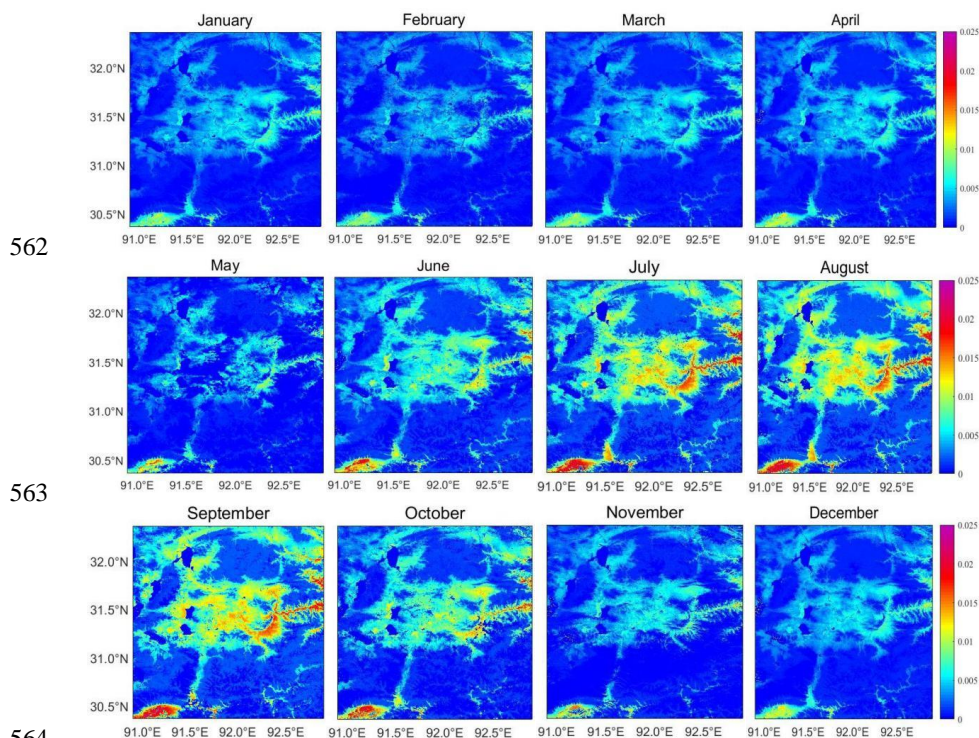 January February March April
32.0°N
31.5°N
31.0°N
30.5°N
0.025
0.02
0.015
0.01
0.005
0
91.0°E 91.5°E 92.0°E 92.5°E 91.0°E 91.5°E 92.0°E 92.5°E 91.0°E 91.5°E 92.0°E 92.5°E 91.0°E 91.5°E 92.0°E 92.5°E
562
May June July August
32.0°N
31.5°N
31.0°N
30.5°N
0.025
0.02
0.015
0.01
0.005
0
91.0°E 91.5°E 92.0°E 92.5°E 91.0°E 91.5°E 92.0°E 92.5°E 91.0°E 91.5°E 92.0°E 92.5°E 91.0°E 91.5°E 92.0°E 92.5°E
563
September October November December
32.0°N
31.5°N
31.0°N
30.5°N
0.025
0.02
0.015
0.01
0.005
0
91.0°E 91.5°E 92.0°E 92.5°E 91.0°E 91.5°E 92.0°E 92.5°E 91.0°E 91.5°E 92.0°E 92.5°E 91.0°E 91.5°E 92.0°E 92.5°E
564